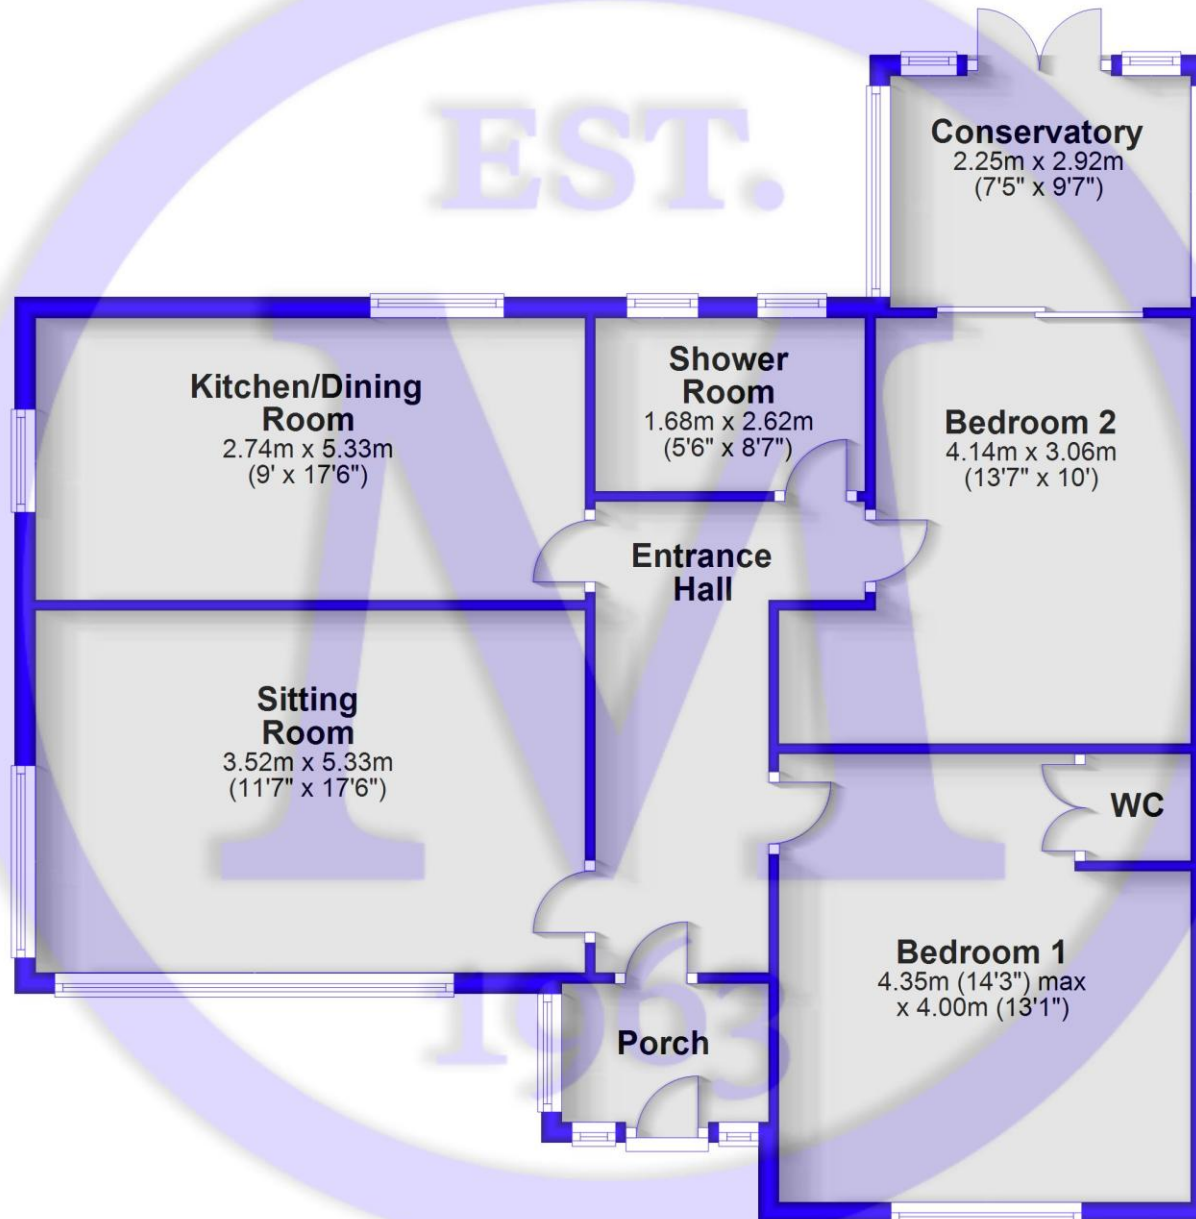 EST.
Conservatory
2.25m x 2.92m
(7'5" x 9'7")
Kitchen/Dining
Room
2.74m x 5.33m
(9' x 17'6")
Shower
Room
1.68m x 2.62m
(5'6" x 8'7")
Bedroom 2
4.14m x 3.06m
(13'7" x 10')
Entrance
Hall
Sitting
Room
3.52m x 5.33m
(11'7" x 17'6")
M
WC
Bedroom 1
4.35m (14'3") max
x 4.00m (13'1")
Porch
1963